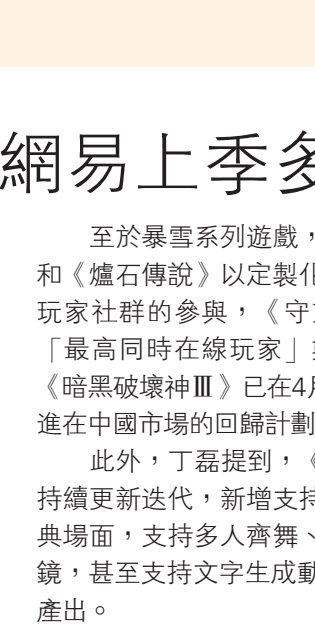 網易上季多
至於暴雪系列遊戲，
和《爐石傳說》以定製化
玩家社群的參與，《守
「最高同時在線玩家」
《暗黑破壞神Ⅲ》已在4月
進在中國市場的回歸計劃
此外，丁磊提到，《
持續更新迭代，新增支持
典場面，支持多人齊舞、
鏡，甚至支持文字生成動
產出。